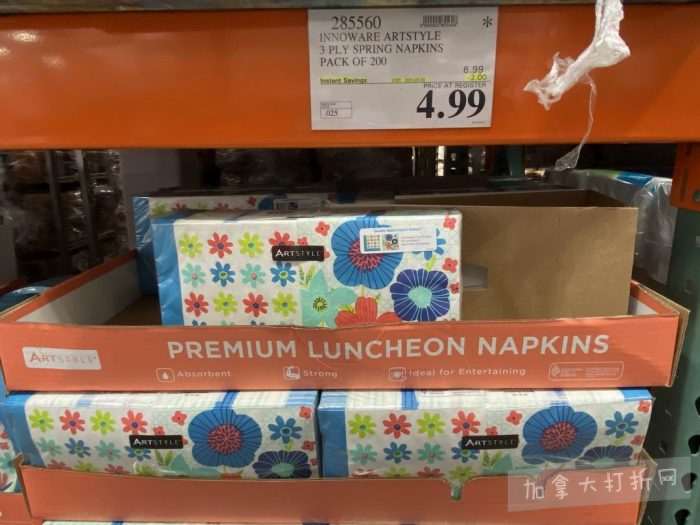 285560 *
INNOWARE ARTSTYLE
3 PLY SPRING NAPKINS
PACK OF 200
6.99
Instant Savings -2.00
PRICE AT REGISTER
4.99
.025
ARTSTYLE
ARTSTYLE
PREMIUM LUNCHEON NAPKINS
Absorbent Strong Ideal for Entertaining
ARTSTYLE ARTSTYLE
加拿大打折网